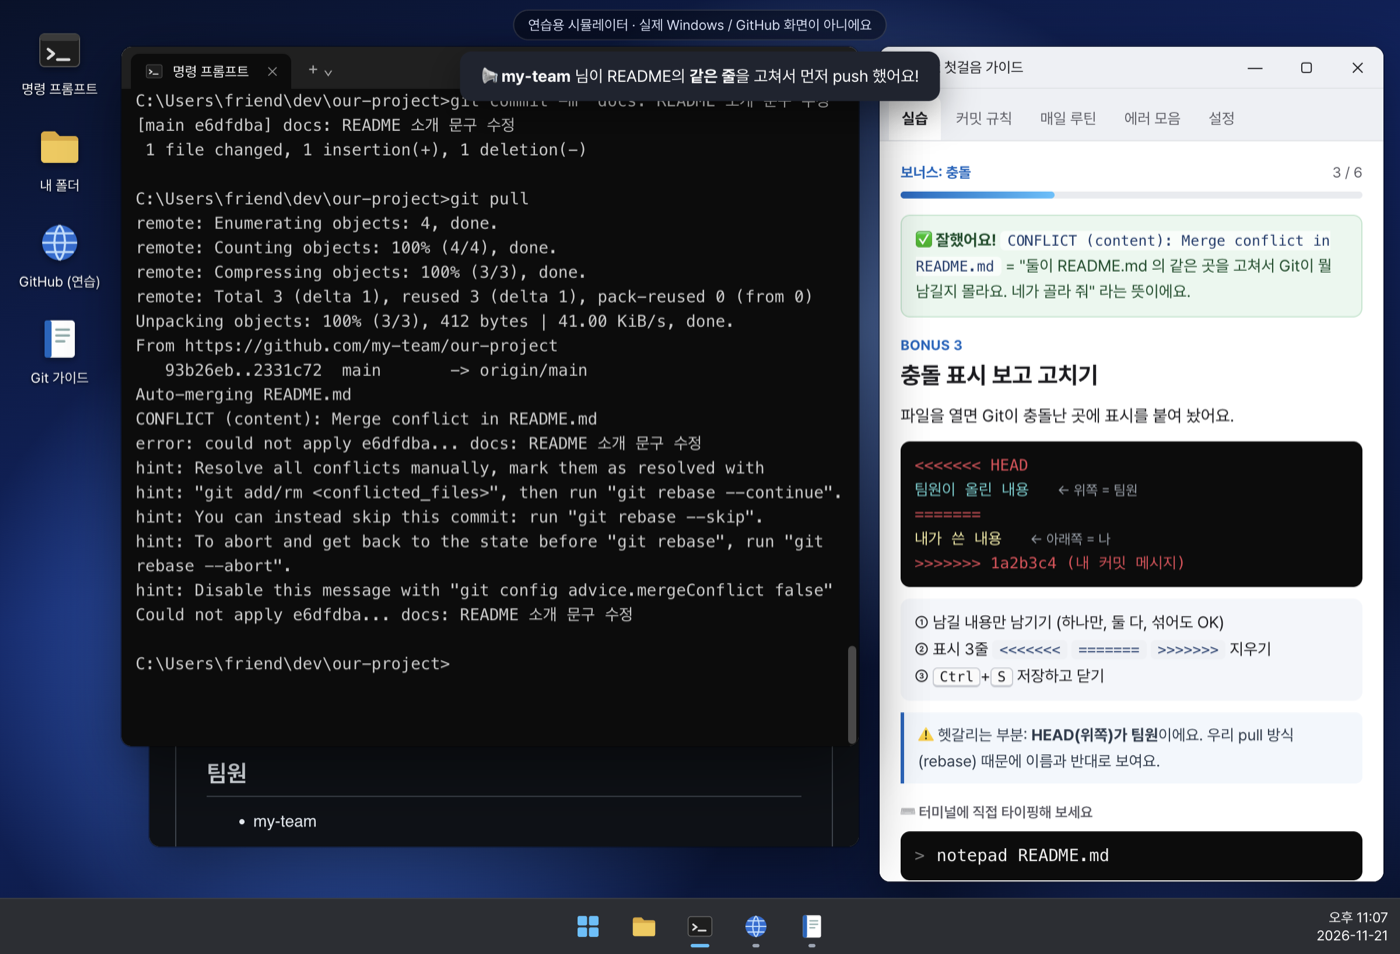 연습용 시뮬레이터 · 실제 Windows / GitHub 화면이 아니에요
명령 프롬프트
내 폴더
GitHub (연습)
Git 가이드
명령 프롬프트
my-team 님이 README의 같은 줄을 고쳐서 먼저 push 했어요!
C:\Users\friend\dev\our-project>git commit -m "docs: README 소개 문구 수정"
[main e6dfdba] docs: README 소개 문구 수정
1 file changed, 1 insertion(+), 1 deletion(-)
C:\Users\friend\dev\our-project>git pull
remote: Enumerating objects: 4, done.
remote: Counting objects: 100% (4/4), done.
remote: Compressing objects: 100% (3/3), done.
remote: Total 3 (delta 1), reused 3 (delta 1), pack-reused 0 (from 0)
Unpacking objects: 100% (3/3), 412 bytes | 41.00 KiB/s, done.
From https://github.com/my-team/our-project
93b26eb..2331c72  main       -> origin/main
Auto-merging README.md
CONFLICT (content): Merge conflict in README.md
error: could not apply e6dfdba... docs: README 소개 문구 수정
hint: Resolve all conflicts manually, mark them as resolved with
hint: "git add/rm <conflicted_files>", then run "git rebase --continue".
hint: You can instead skip this commit: run "git rebase --skip".
hint: To abort and get back to the state before "git rebase", run "git
rebase --abort".
hint: Disable this message with "git config advice.mergeConflict false"
Could not apply e6dfdba... docs: README 소개 문구 수정
C:\Users\friend\dev\our-project>
팀원
• my-team
첫걸음 가이드
실습 커밋 규칙 매일 루틴 에러 모음 설정
보너스: 충돌 3 / 6
✅ 잘했어요! CONFLICT (content): Merge conflict in
README.md = "둘이 README.md 의 같은 곳을 고쳐서 Git이 뭘
남길지 몰라요. 네가 골라 줘" 라는 뜻이에요.
BONUS 3
충돌 표시 보고 고치기
파일을 열면 Git이 충돌난 곳에 표시를 붙여 놨어요.
<<<<<<< HEAD
팀원이 올린 내용 ← 위쪽 = 팀원
=======
내가 쓴 내용 ← 아래쪽 = 나
>>>>>>> 1a2b3c4 (내 커밋 메시지)
① 남길 내용만 남기기 (하나만, 둘 다, 섞어도 OK)
② 표시 3줄 <<<<<<< ======= >>>>>>> 지우기
③ Ctrl+S 저장하고 닫기
⚠️ 헷갈리는 부분: HEAD(위쪽)가 팀원이에요. 우리 pull 방식
(rebase) 때문에 이름과 반대로 보여요.
⌨️ 터미널에 직접 타이핑해 보세요
> notepad README.md
오후 11:07
2026-11-21